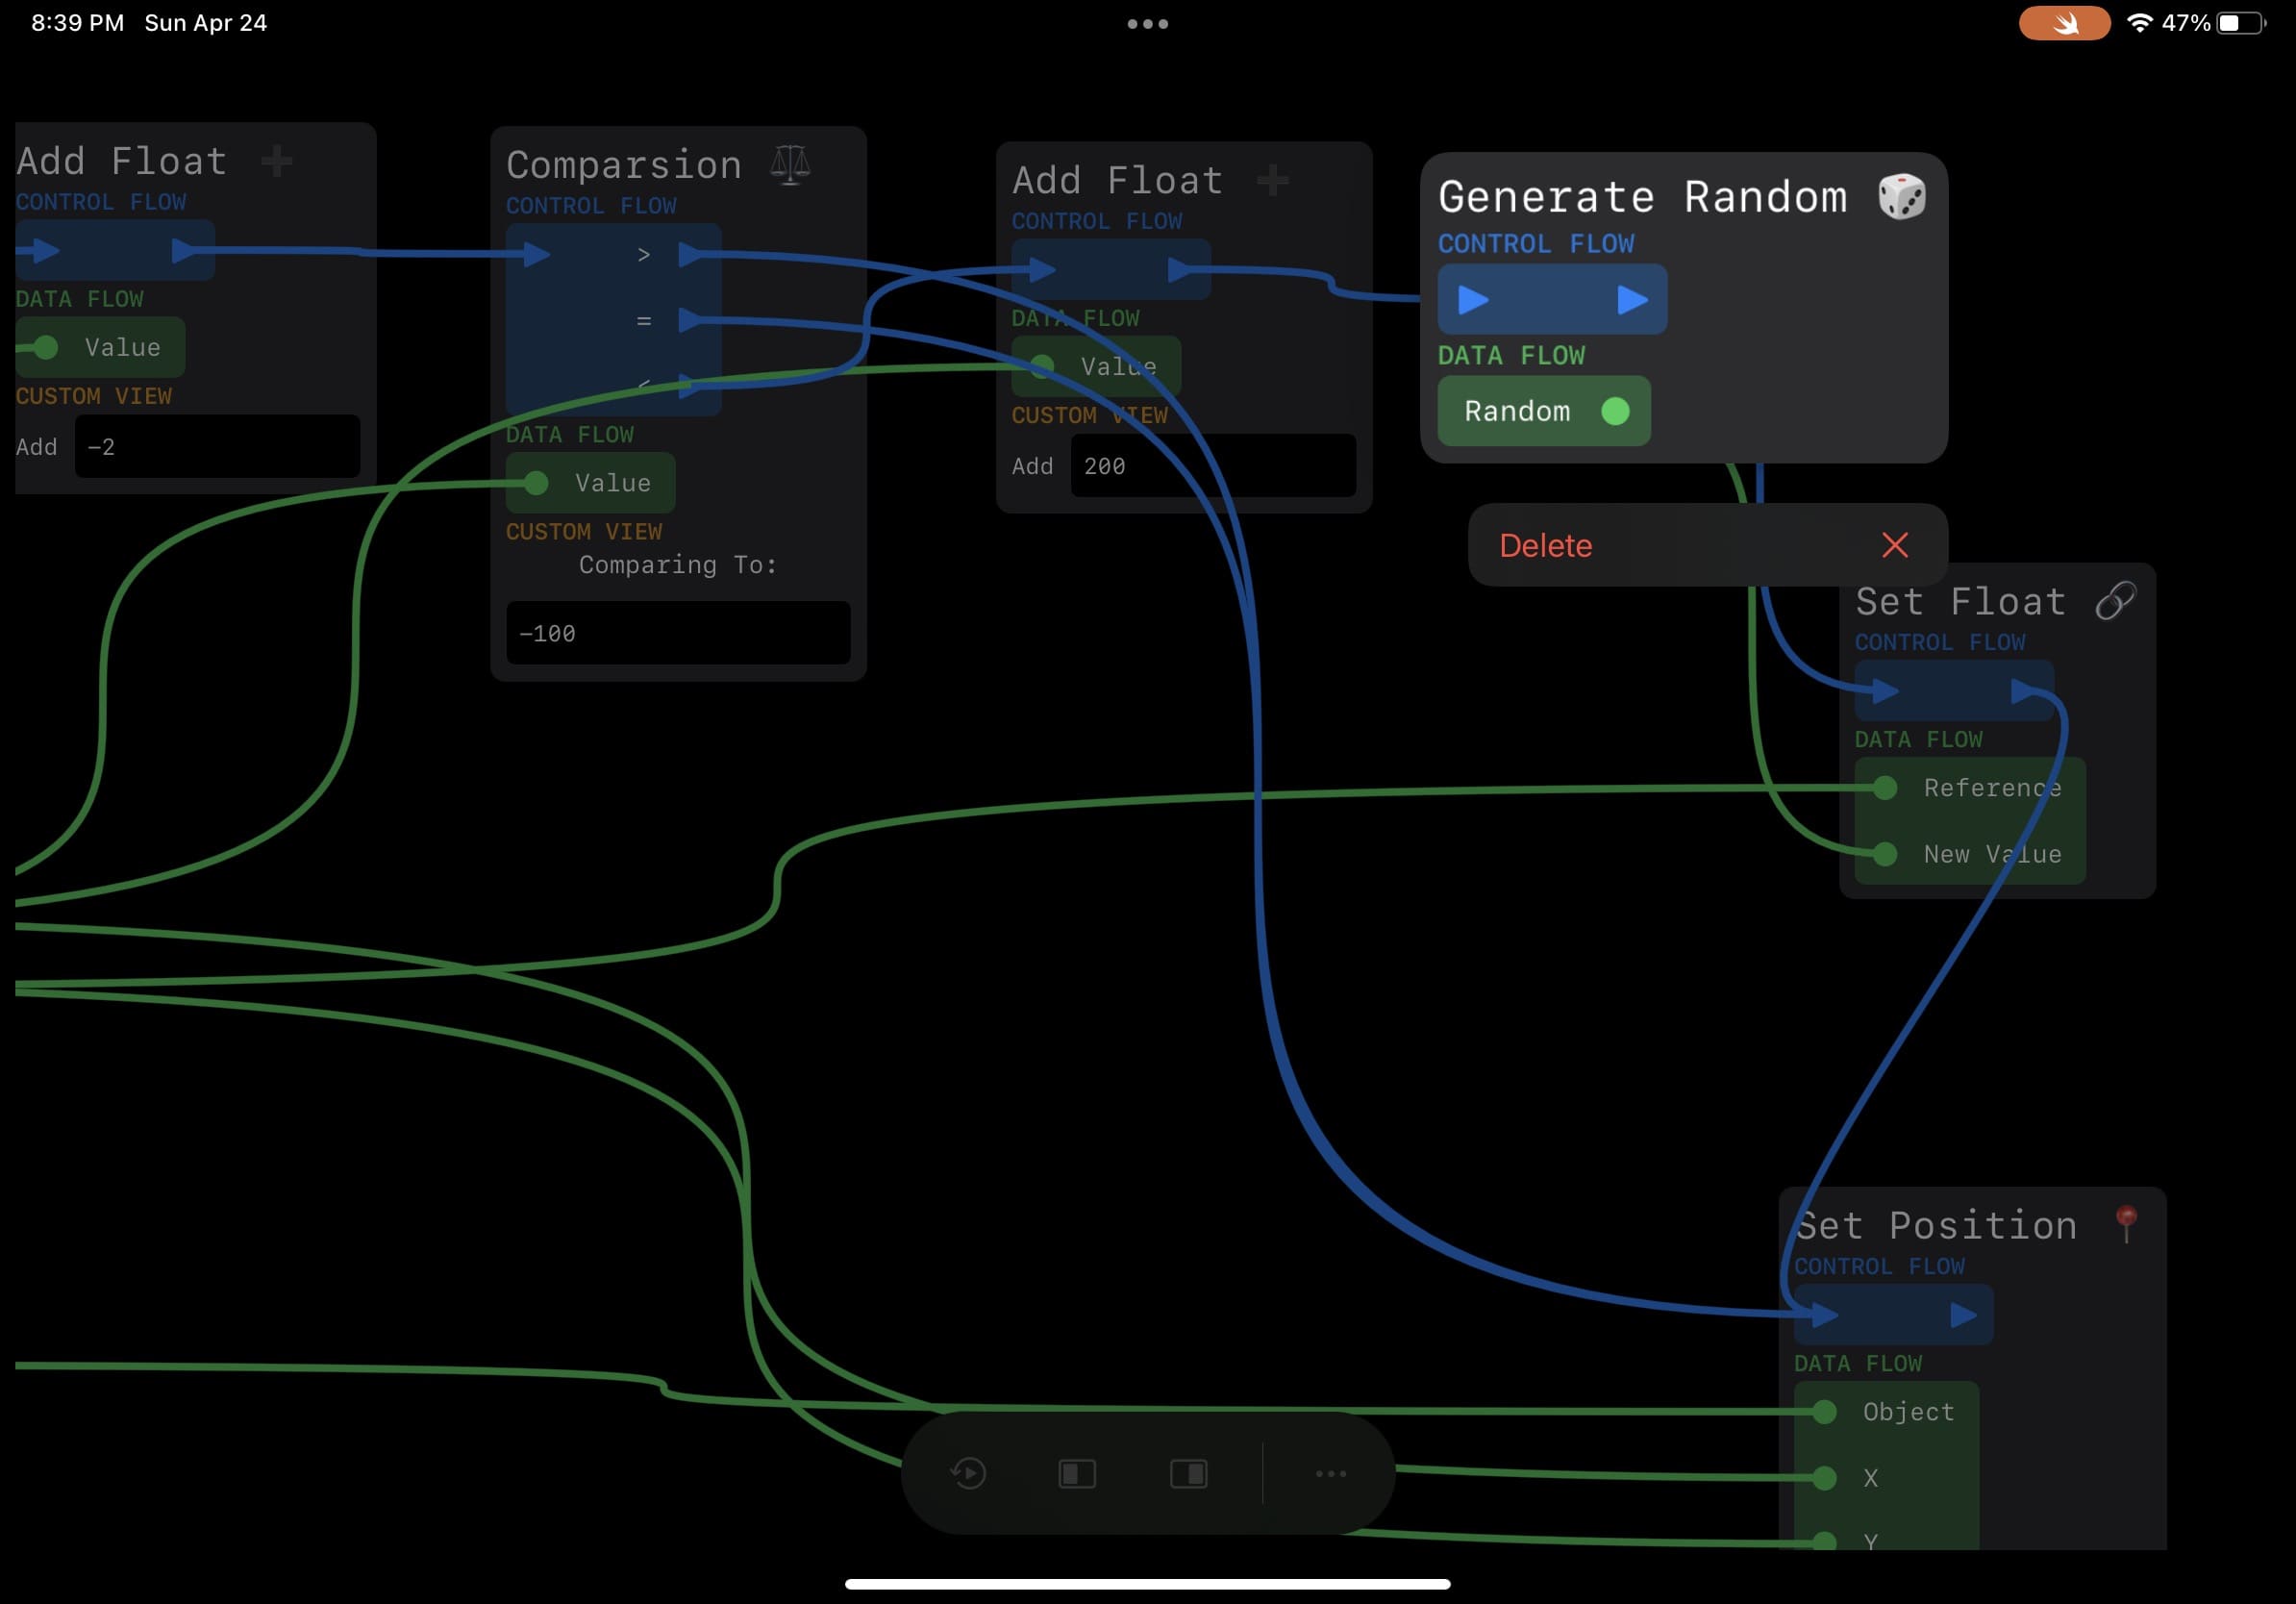 8:39 PM Sun Apr 24
47%
Add Float
CONTROL FLOW
DATA FLOW
Value
CUSTOM VIEW
Add -2
Comparsion
CONTROL FLOW
>
=
<
DATA FLOW
Value
CUSTOM VIEW
Comparing To:
-100
Add Float
CONTROL FLOW
DATA FLOW
Value
CUSTOM VIEW
Add 200
Generate Random
CONTROL FLOW
DATA FLOW
Random
Delete
Set Float
CONTROL FLOW
DATA FLOW
Reference
New Value
Set Position
CONTROL FLOW
DATA FLOW
Object
X
Y